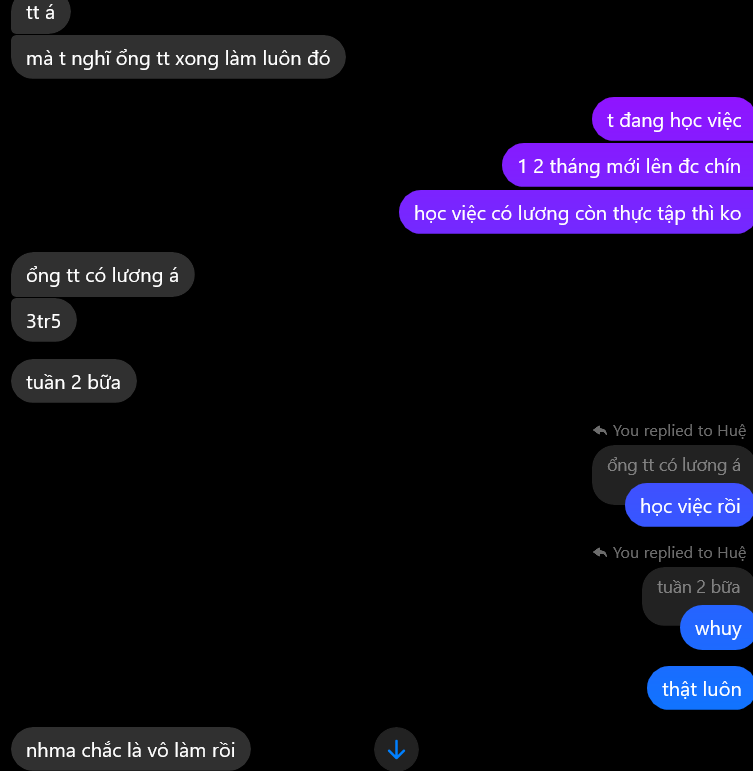 tt á
mà t nghĩ ổng tt xong làm luôn đó
t đang học việc
1 2 tháng mới lên đc chín
học việc có lương còn thực tập thì ko
ổng tt có lương á
3tr5
tuần 2 bữa
You replied to Huệ
ổng tt có lương á
học việc rồi
You replied to Huệ
tuần 2 bữa
whuy
thật luôn
nhma chắc là vô làm rồi